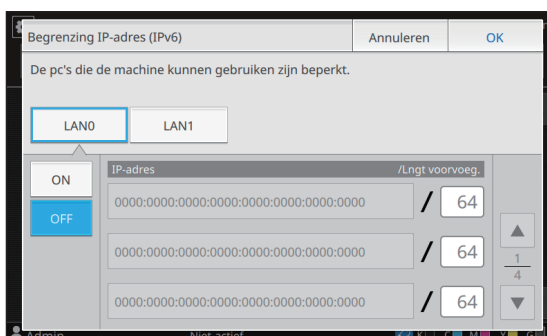 Begrenzing IP-adres (IPv6)
Annuleren
OK
De pc's die de machine kunnen gebruiken zijn beperkt.
LAN0
LAN1
ON
OFF
IP-adres
/Lngt voorvoeg.
0000:0000:0000:0000:0000:0000:0000:0000 / 64
0000:0000:0000:0000:0000:0000:0000:0000 / 64
0000:0000:0000:0000:0000:0000:0000:0000 / 64
1
4
Admin
Niet actief
K
C
M
Y